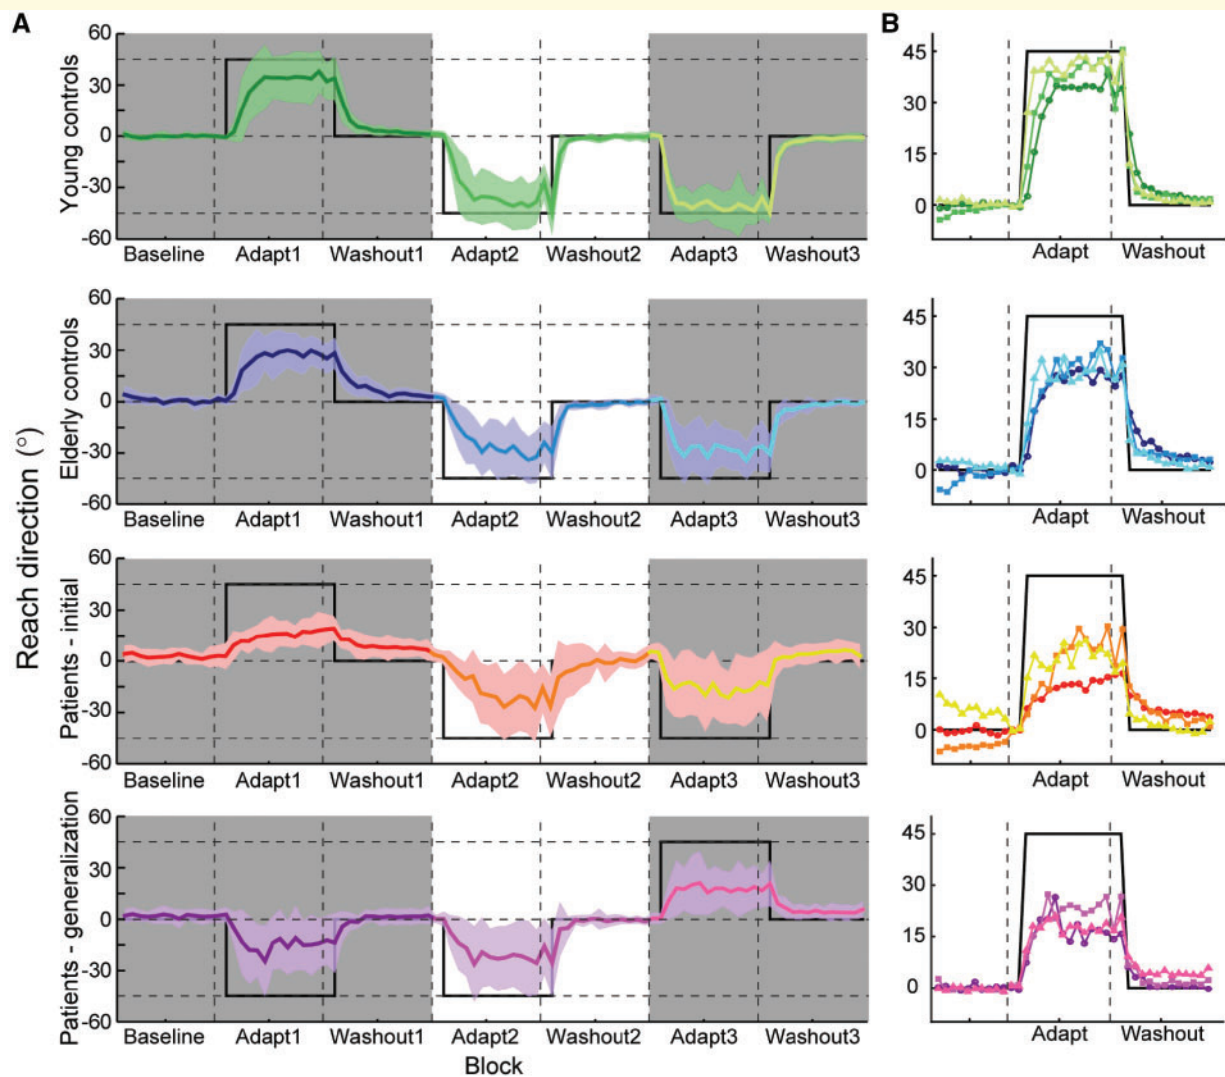 A
B
Reach direction (°)
Young controls
60
30
0
-30
-60
Baseline Adapt1 Washout1 Adapt2 Washout2 Adapt3 Washout3
45
30
15
0
Adapt Washout
Elderly controls
60
30
0
-30
-60
Baseline Adapt1 Washout1 Adapt2 Washout2 Adapt3 Washout3
45
30
15
0
Adapt Washout
Patients - initial
60
30
0
-30
-60
Baseline Adapt1 Washout1 Adapt2 Washout2 Adapt3 Washout3
45
30
15
0
Adapt Washout
Patients - generalization
60
30
0
-30
-60
Baseline Adapt1 Washout1 Adapt2 Washout2 Adapt3 Washout3
45
30
15
0
Adapt Washout
Block